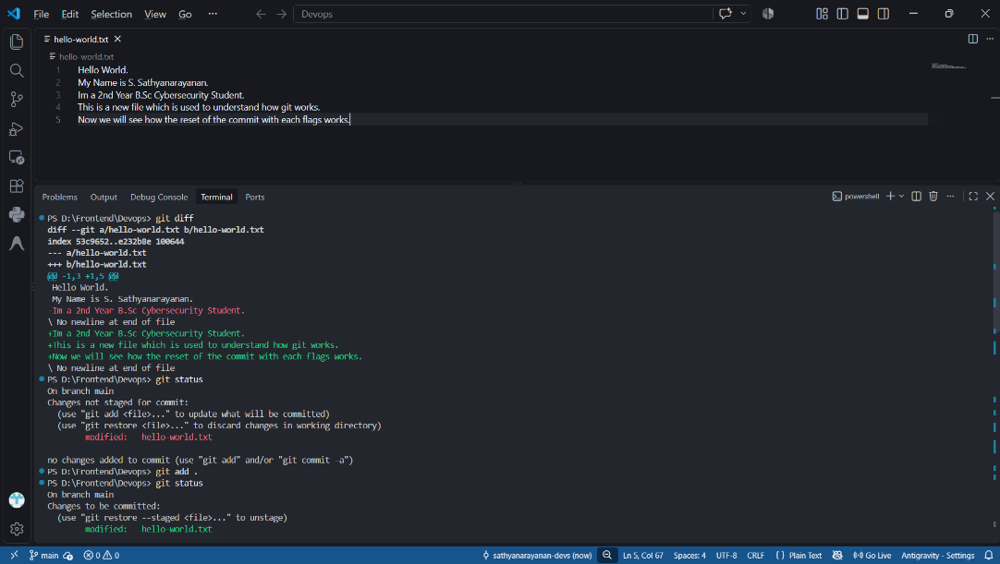 File Edit Selection View Go ··· Devops
hello-world.txt
hello-world.txt
1 Hello World.
2 My Name is S. Sathyanarayanan.
3 Im a 2nd Year B.Sc Cybersecurity Student.
4 This is a new file which is used to understand how git works.
5 Now we will see how the reset of the commit with each flags works.
Problems Output Debug Console Terminal Ports powershell
PS D:\Frontend\Devops> git diff
diff --git a/hello-world.txt b/hello-world.txt
index 53c9652..e232b8e 100644
--- a/hello-world.txt
+++ b/hello-world.txt
@@ -1,3 +1,5 @@
 Hello World.
 My Name is S. Sathyanarayanan.
-Im a 2nd Year B.Sc Cybersecurity Student.
\ No newline at end of file
+Im a 2nd Year B.Sc Cybersecurity Student.
+This is a new file which is used to understand how git works.
+Now we will see how the reset of the commit with each flags works.
\ No newline at end of file
PS D:\Frontend\Devops> git status
On branch main
Changes not staged for commit:
  (use "git add <file>..." to update what will be committed)
  (use "git restore <file>..." to discard changes in working directory)
        modified:   hello-world.txt
no changes added to commit (use "git add" and/or "git commit -a")
PS D:\Frontend\Devops> git add .
PS D:\Frontend\Devops> git status
On branch main
Changes to be committed:
  (use "git restore --staged <file>..." to unstage)
        modified:   hello-world.txt
main 0 0 sathyanarayanan-devs (now) Ln 5, Col 67 Spaces: 4 UTF-8 CRLF {} Plain Text Go Live Antigravity - Settings